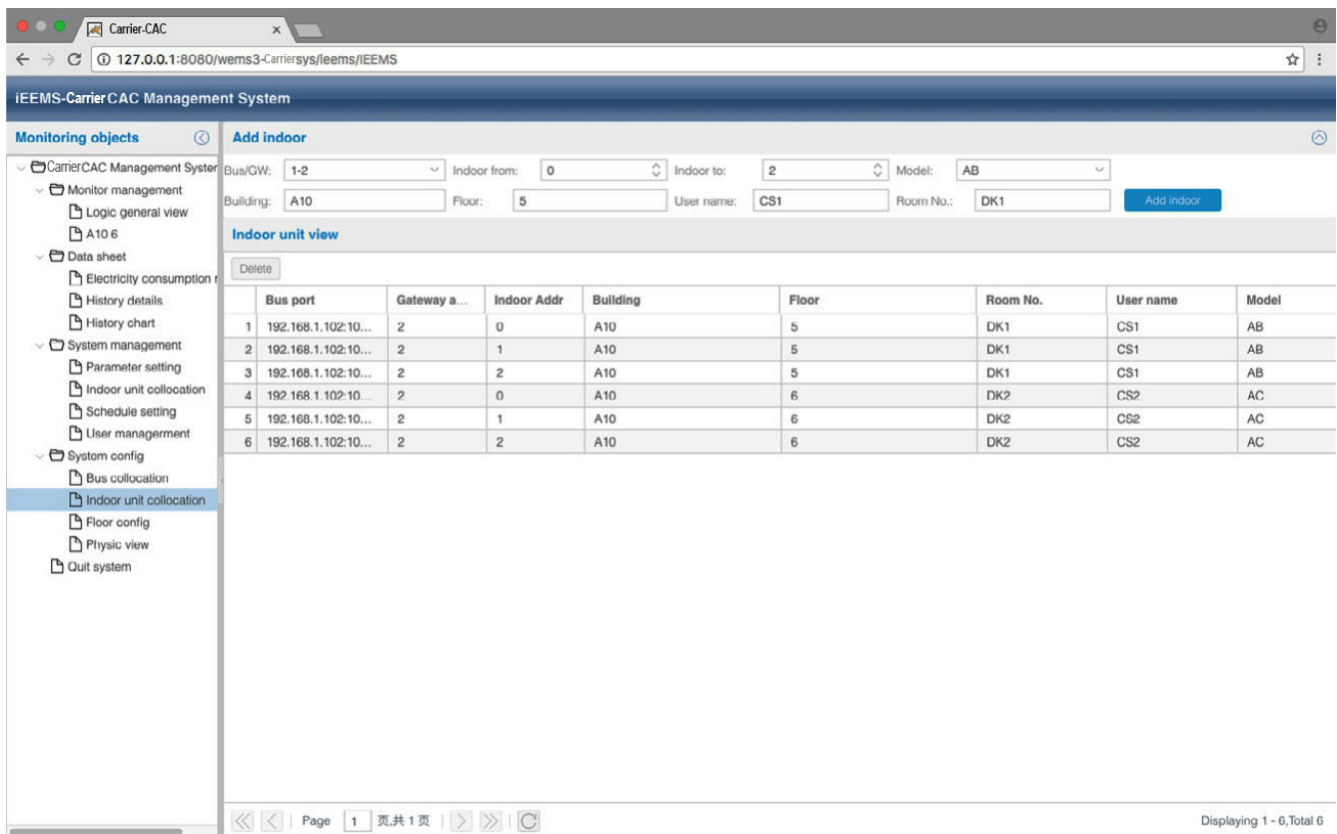 Carrier-CAC
127.0.0.1:8080/wems3-Carriersys/Ieems/IEEMS
iEEMS-Carrier CAC Management System
Monitoring objects
CarrierCAC Management Syster
Monitor management
Logic general view
A10 6
Data sheet
Electricity consumption r
History details
History chart
System management
Parameter setting
Indoor unit collocation
Schedule setting
User managerment
System config
Bus collocation
Indoor unit collocation
Floor config
Physic view
Quit system
Add indoor
Bus/GW: 1-2 Indoor from: 0 Indoor to: 2 Model: AB
Building: A10 Floor: 5 User name: CS1 Room No.: DK1 Add indoor
Indoor unit view
Delete
Bus port Gateway a... Indoor Addr Building Floor Room No. User name Model
1 192.168.1.102:10... 2 0 A10 5 DK1 CS1 AB
2 192.168.1.102:10... 2 1 A10 5 DK1 CS1 AB
3 192.168.1.102:10... 2 2 A10 5 DK1 CS1 AB
4 192.168.1.102:10... 2 0 A10 6 DK2 CS2 AC
5 192.168.1.102:10... 2 1 A10 6 DK2 CS2 AC
6 192.168.1.102:10... 2 2 A10 6 DK2 CS2 AC
Page 1 页,共 1 页
Displaying 1 - 6,Total 6